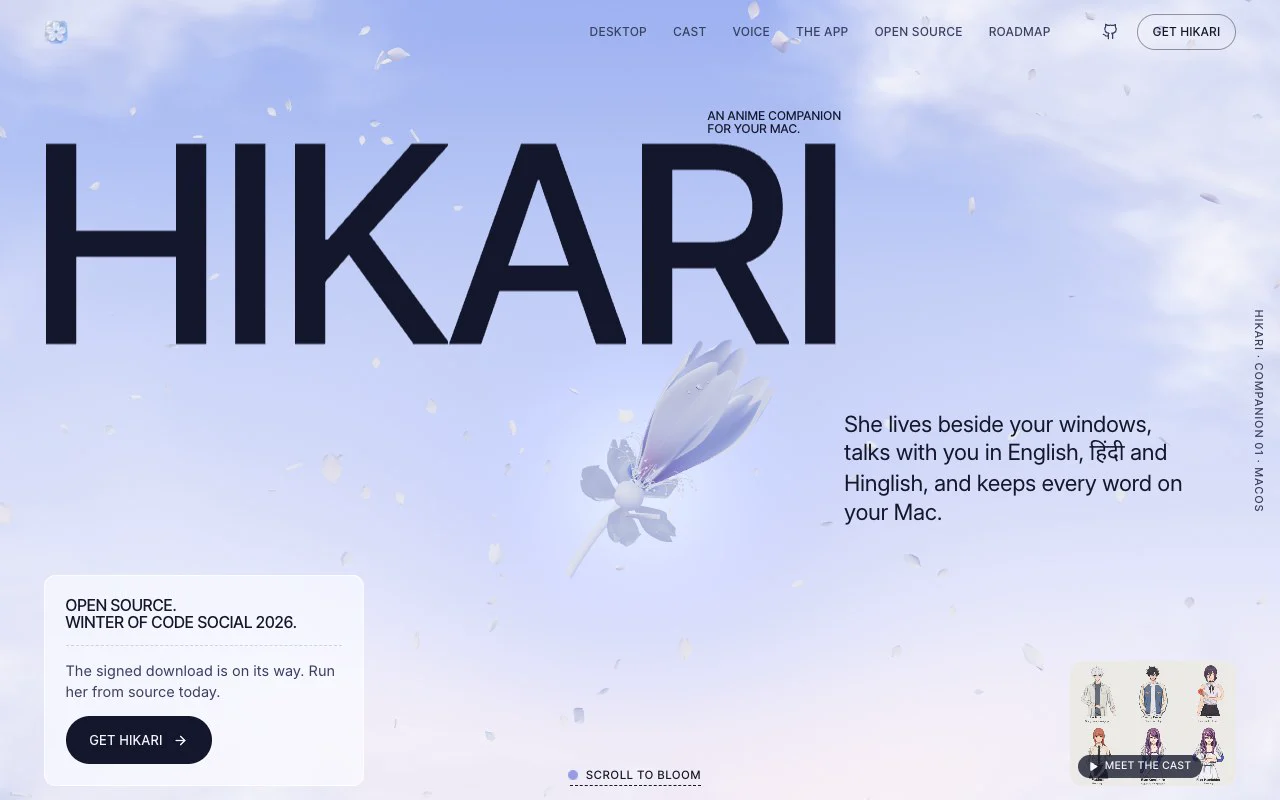 DESKTOP CAST VOICE THE APP OPEN SOURCE ROADMAP GET HIKARI
AN ANIME COMPANION
FOR YOUR MAC.
HIKARI
She lives beside your windows,
talks with you in English, हिंदी and
Hinglish, and keeps every word on
your Mac.
HIKARI · COMPANION 01 · MACOS
OPEN SOURCE.
WINTER OF CODE SOCIAL 2026.
The signed download is on its way. Run
her from source today.
GET HIKARI
SCROLL TO BLOOM
MEET THE CAST